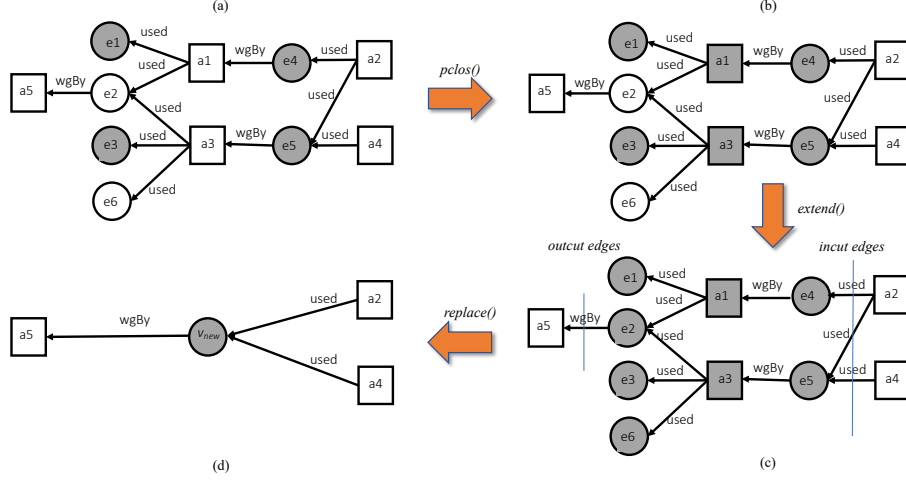 (a)
(b)
e1
used
a1
wgBy
e4
used
a2
used
a5
wgBy
e2
used
used
e3
used
a3
wgBy
e5
used
a4
used
e6
pclos()
e1
used
a1
wgBy
e4
used
a2
used
a5
wgBy
e2
used
used
e3
used
a3
wgBy
e5
used
a4
used
e6
extend()
outcut edges
incut edges
e1
used
a1
wgBy
e4
used
a2
used
a5
wgBy
e2
used
used
e3
used
a3
wgBy
e5
used
a4
used
e6
replace()
a2
used
a5
wgBy
vnew
used
a4
(d)
(c)